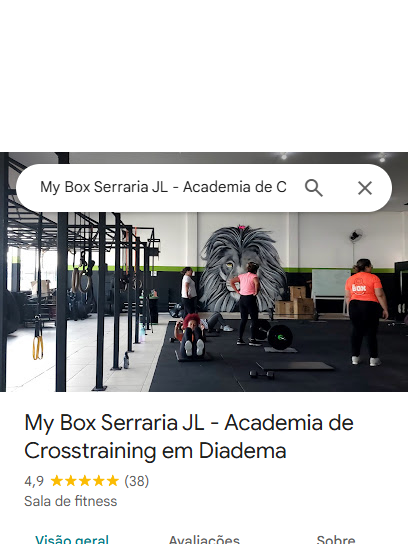 My Box Serraria JL - Academia de C
box
My Box Serraria JL - Academia de
Crosstraining em Diadema
4,9 ★★★★★ (38)
Sala de fitness
Visão geral Avaliações Sobre